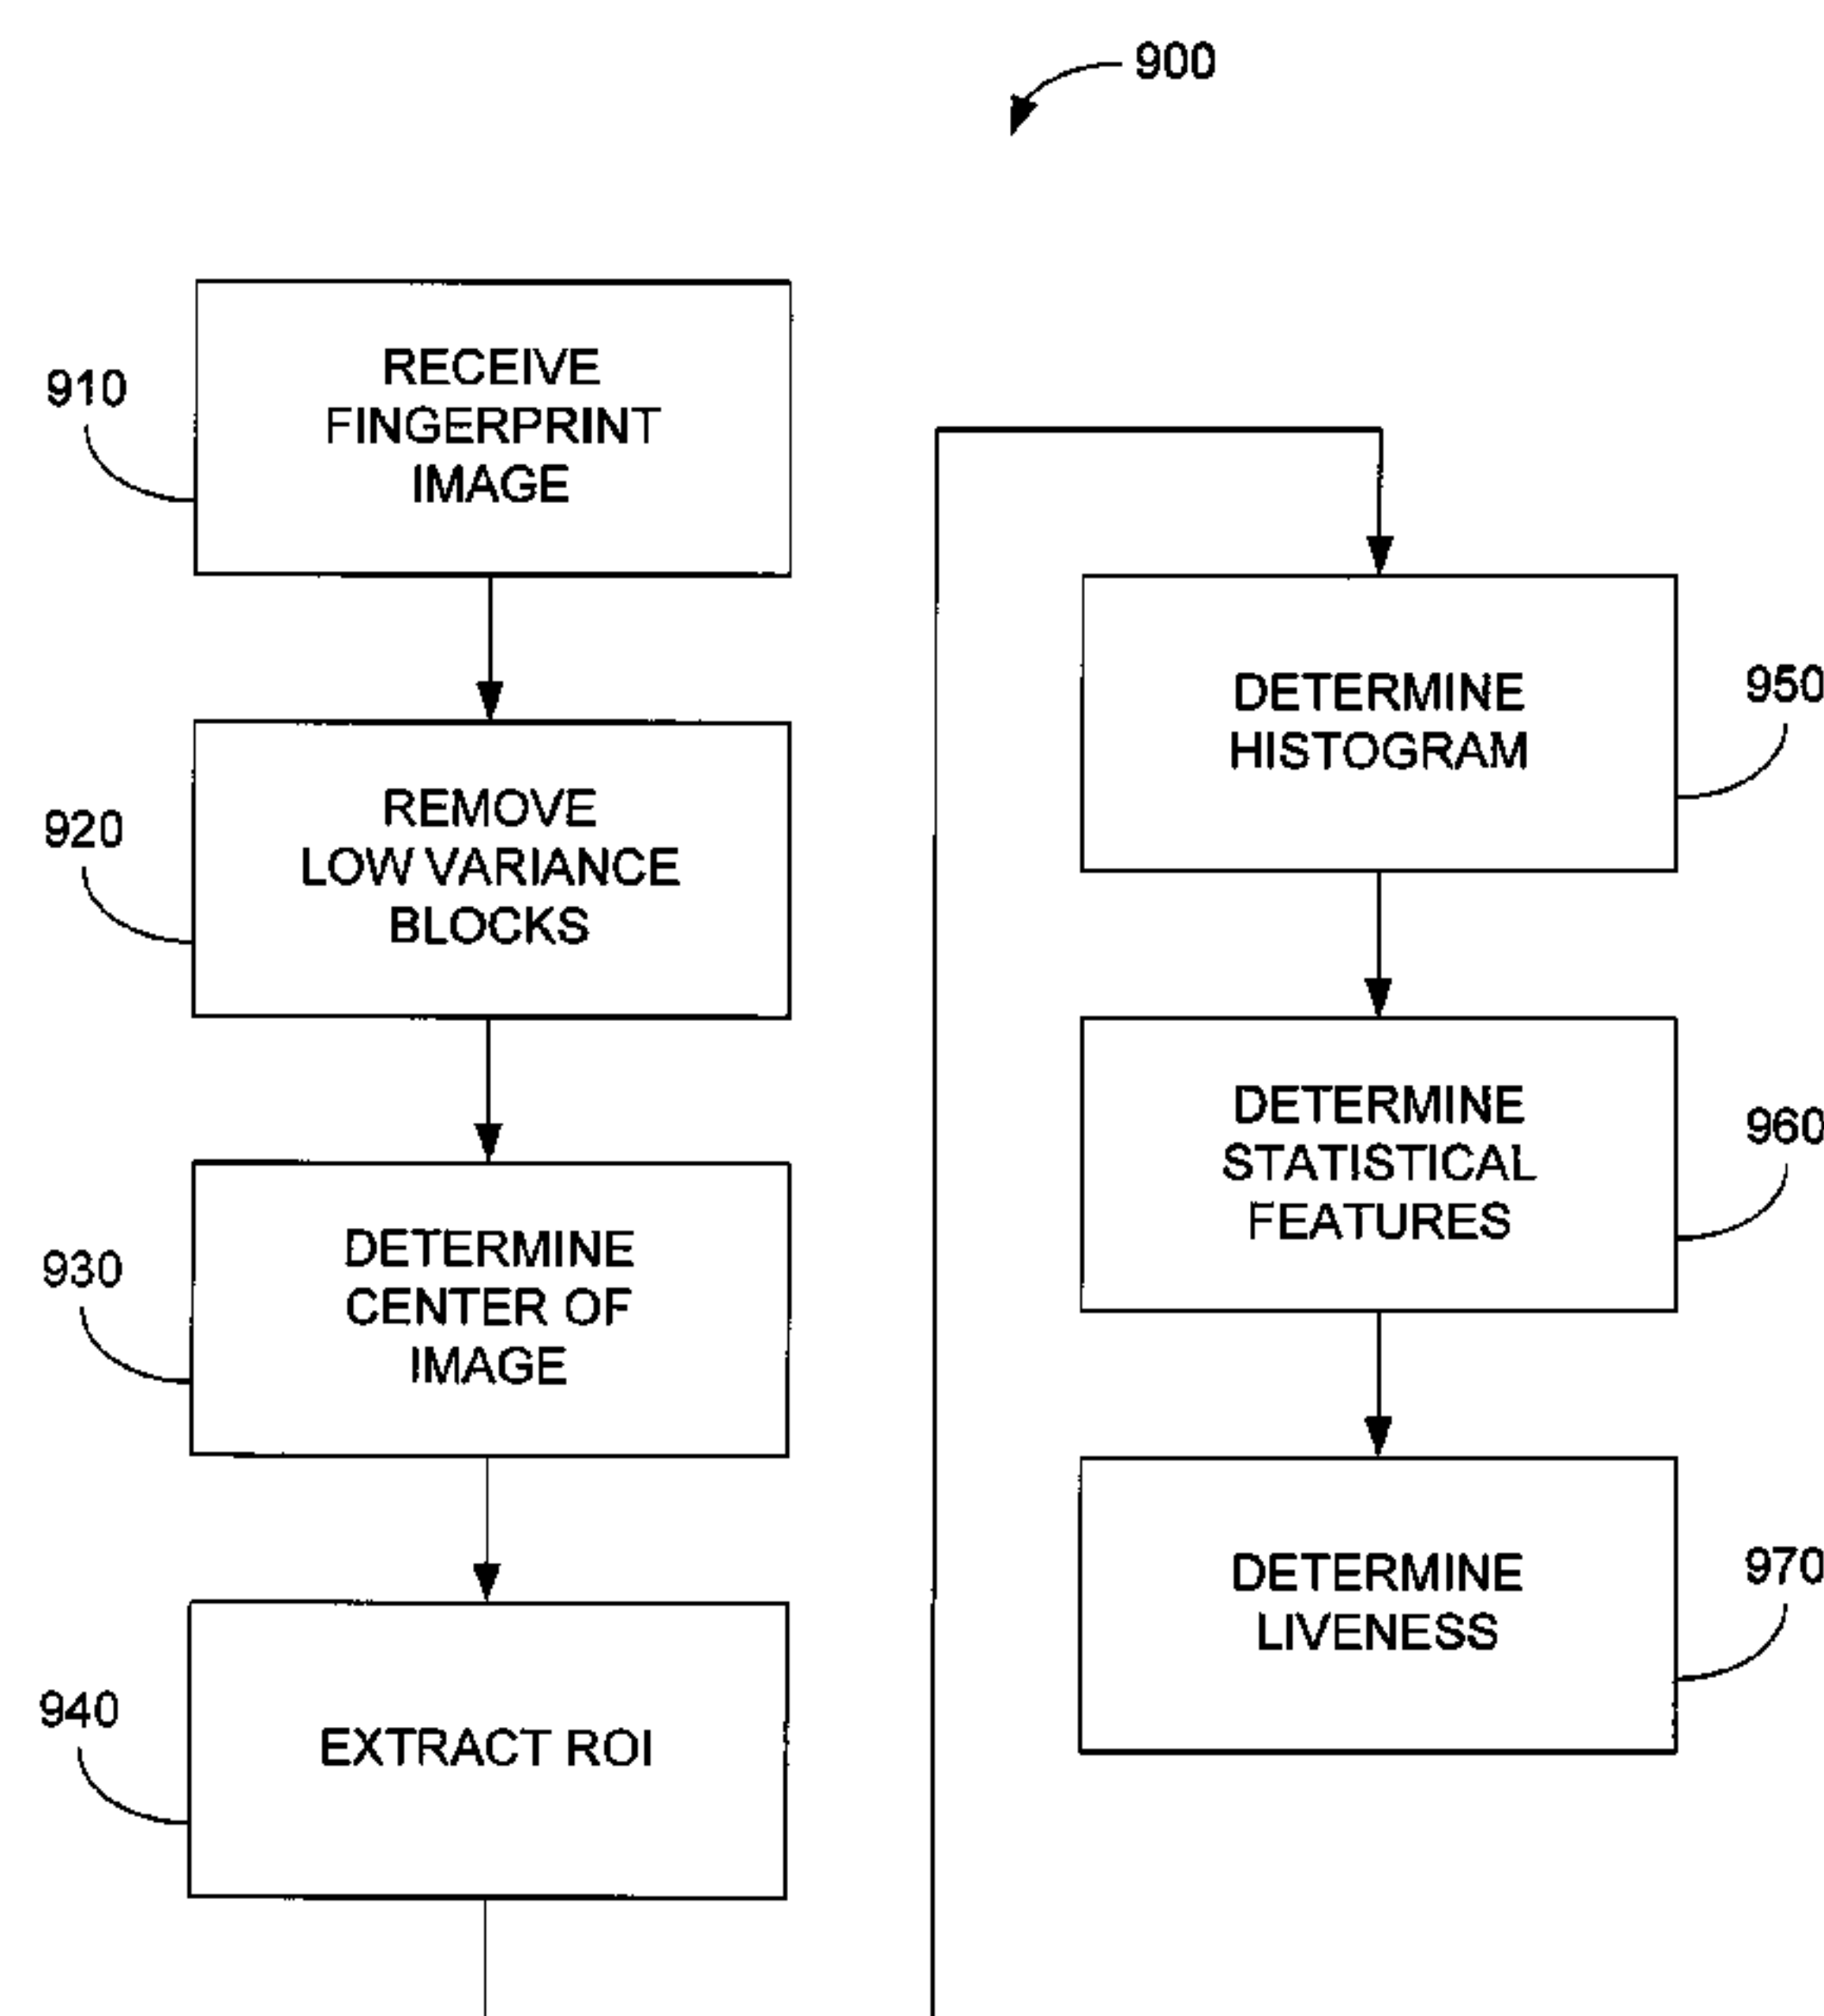 900
910
RECEIVE
FINGERPRINT
IMAGE
920
REMOVE
LOW VARIANCE
BLOCKS
930
DETERMINE
CENTER OF
IMAGE
940
EXTRACT ROI
950
DETERMINE
HISTOGRAM
960
DETERMINE
STATISTICAL
FEATURES
970
DETERMINE
LIVENESS